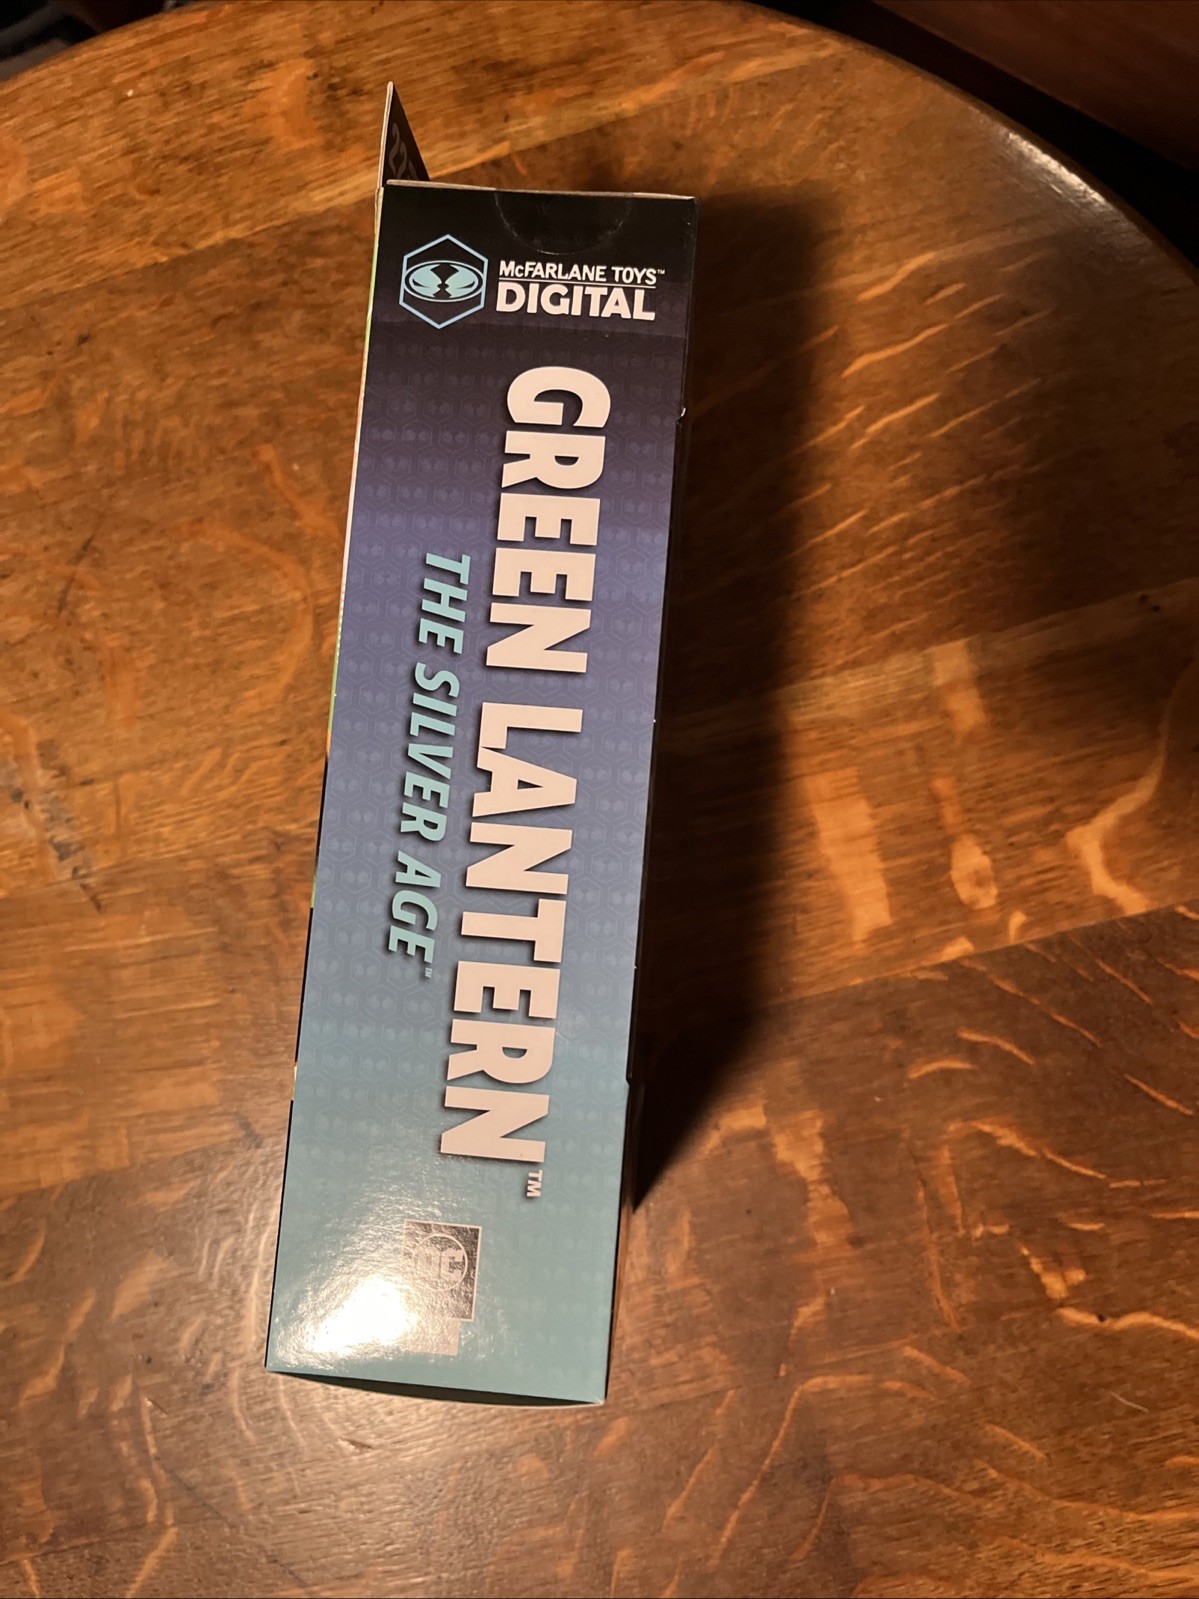 McFARLANE TOYS™
DIGITAL
GREEN LANTERN™
THE SILVER AGE™